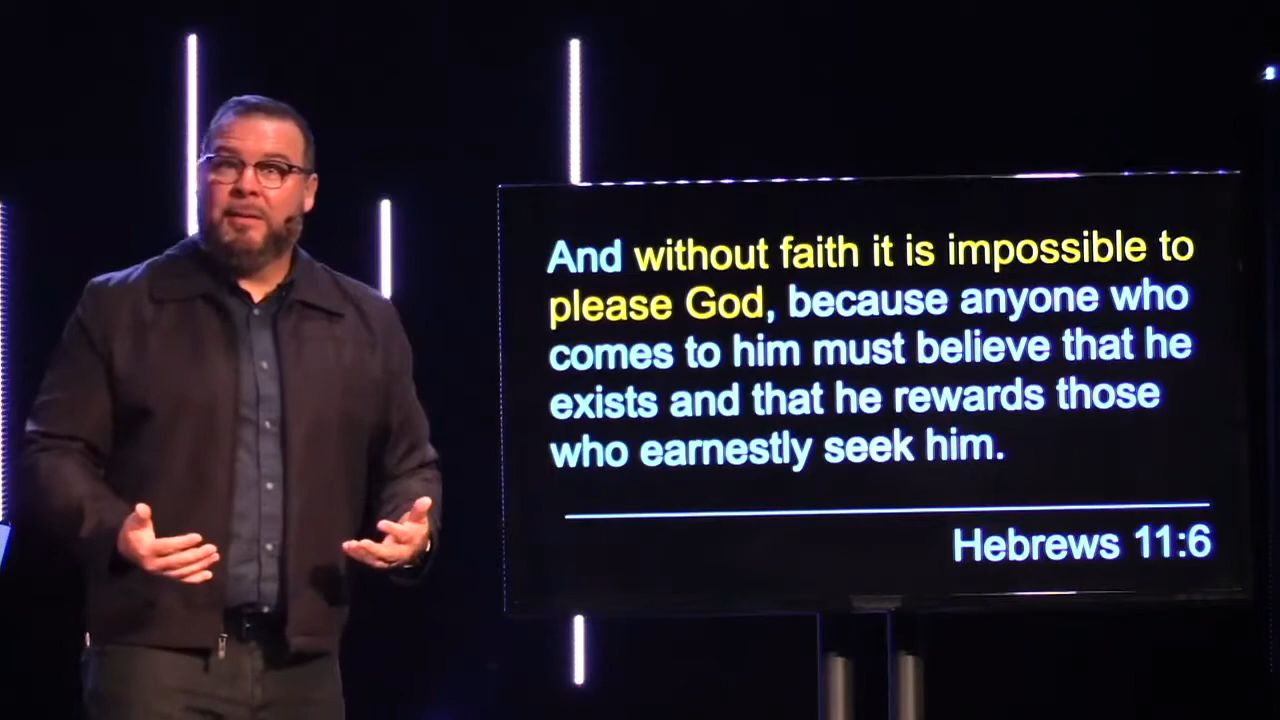 And without faith it is impossible to
please God, because anyone who
comes to him must believe that he
exists and that he rewards those
who earnestly seek him.
Hebrews 11:6